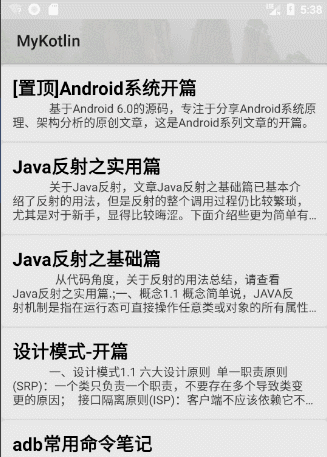 5:38
MyKotlin
[置顶]Android系统开篇
基于Android 6.0的源码，专注于分享Android系统原
理、架构分析的原创文章，这是Android系列文章的开篇。
Java反射之实用篇
关于Java反射，文章Java反射之基础篇已基本介
绍了反射的用法，但是反射的整个调用过程仍比较繁琐，
尤其是对于新手，显得比较晦涩。下面介绍些更为简单有...
Java反射之基础篇
从代码角度，关于反射的用法总结，请查看
Java反射之实用篇.;一、概念1.1 概念简单说，JAVA反
射机制是指在运行态可直接操作任意类或对象的所有属性...
设计模式-开篇
一、设计模式1.1 六大设计原则 单一职责原则
(SRP)：一个类只负责一个职责，不要存在多个导致类变
更的原因； 接口隔离原则(ISP)：客户端不应该依赖它不...
adb常用命令笔记